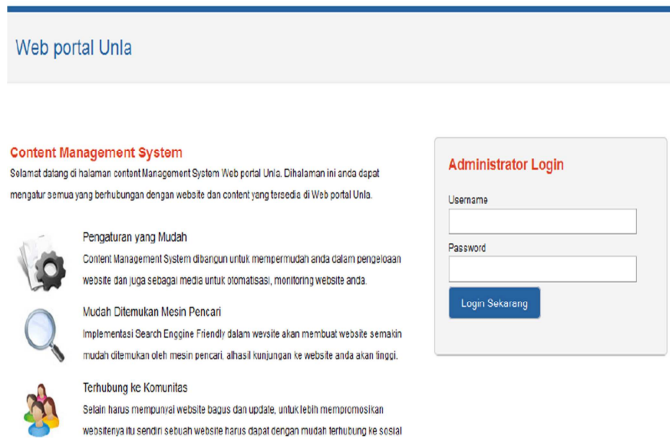 Web portal Unla
Content Management System
Selamat datang di halaman content Management System Web portal Unla. Dihalaman ini anda dapat
mengatur semua yang berhubungan dengan website dan content yang tersedia di Web portal Unla.
Pengaturan yang Mudah
Content Management System dibangun untuk mempermudah anda dalam pengeloaan
website dan juga sebagai media untuk otomatisasi, monitoring website anda.
Mudah Ditemukan Mesin Pencari
Implementasi Search Enggine Friendly dalam wevsite akan membuat website semakin
mudah ditemukan oleh mesin pencari, alhasil kunjungan ke website anda akan tinggi.
Terhubung ke Komunitas
Selain harus mempunyai website bagus dan update, untuk lebih mempromosikan
websitenya itu sendiri sebuah website harus dapat dengan mudah terhubung ke sosial
Administrator Login
Username
Password
Login Sekarang